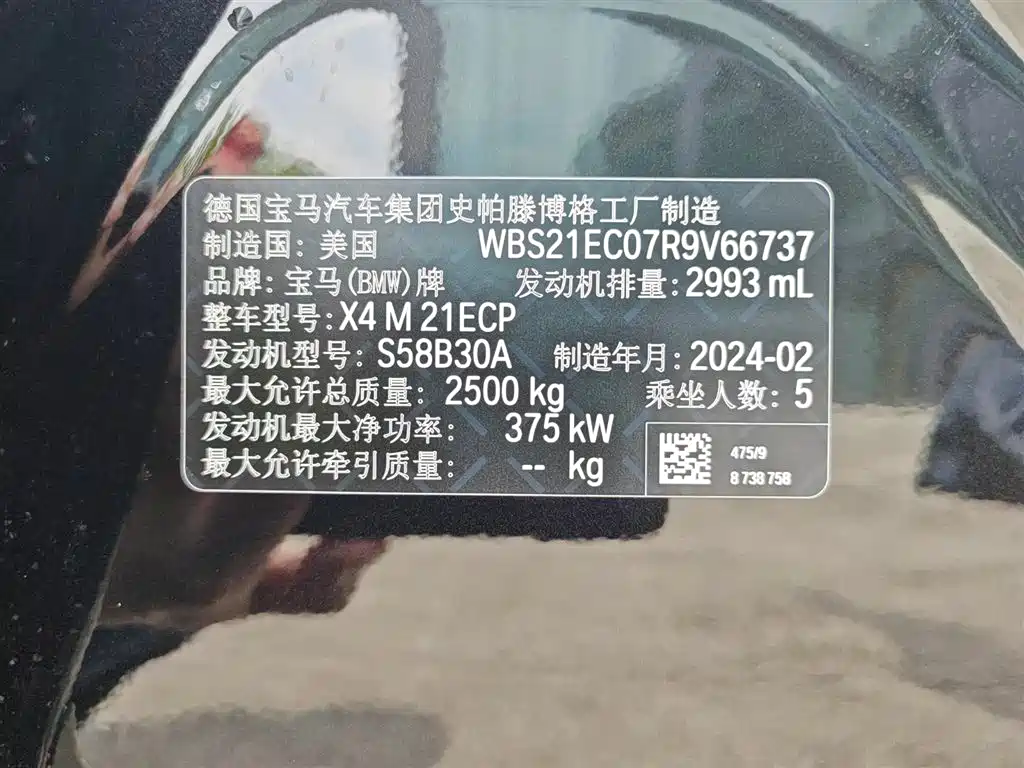 德国宝马汽车集团史帕滕博格工厂制造
制造国: 美国 WBS21EC07R9V66737
品牌: 宝马(BMW)牌 发动机排量: 2993 mL
整车型号: X4 M 21ECP
发动机型号: S58B30A 制造年月: 2024-02
最大允许总质量: 2500 kg 乘坐人数: 5
发动机最大净功率: 375 kW
最大允许牵引质量: -- kg
475/9
8 738 758